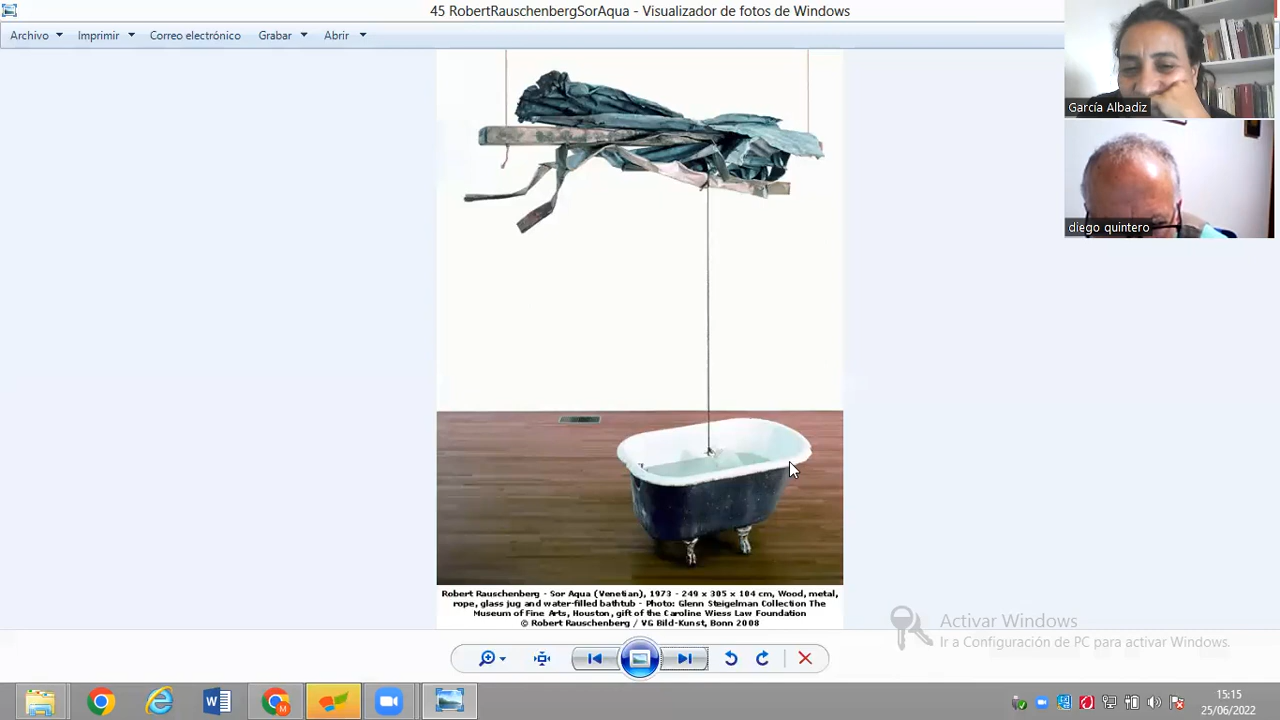 45 RobertRauschenbergSorAqua - Visualizador de fotos de Windows
Archivo Imprimir Correo electrónico Grabar Abrir
García Albadiz
diego quintero
Robert Rauschenberg - Sor Aqua (Venetian), 1973 - 249 x 305 x 104 cm, Wood, metal,
rope, glass jug and water-filled bathtub - Photo: Glenn Steigelman Collection The
Museum of Fine Arts, Houston, gift of the Caroline Wiess Law Foundation
© Robert Rauschenberg / VG Bild-Kunst, Bonn 2008
Activar Windows
Ir a Configuración de PC para activar Windows.
15:15
25/06/2022